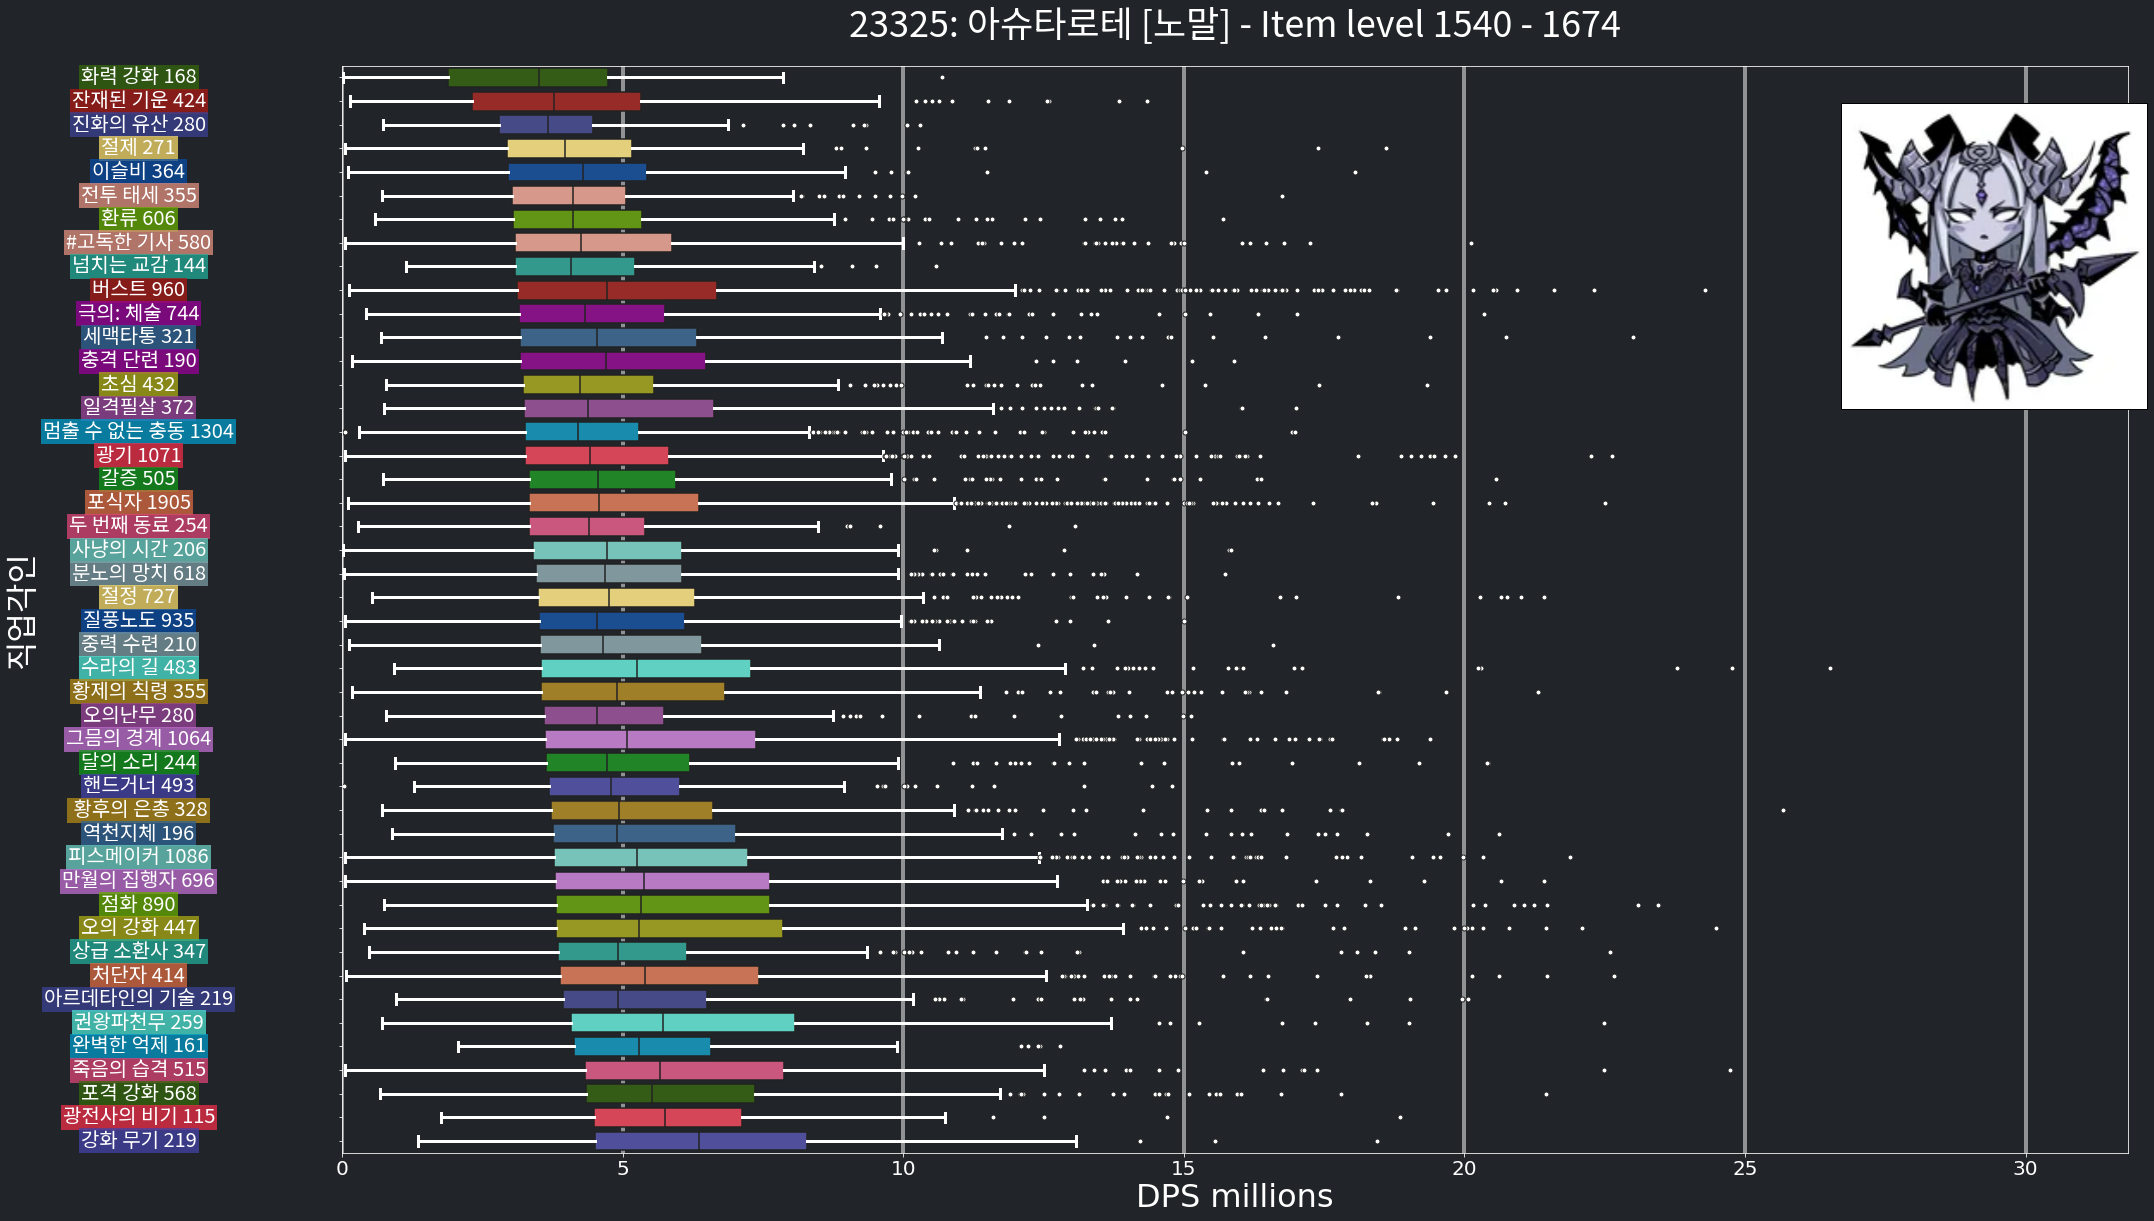 23325: 아슈타로테 [노말] - Item level 1540 - 1674
화력 강화 168
잔재된 기운 424
진화의 유산 280
절제 271
이슬비 364
전투 태세 355
환류 606
#고독한 기사 580
넘치는 교감 144
버스트 960
극의: 체술 744
세맥타통 321
충격 단련 190
초심 432
일격필살 372
멈출 수 없는 충동 1304
광기 1071
갈증 505
포식자 1905
두 번째 동료 254
사냥의 시간 206
분노의 망치 618
절정 727
질풍노도 935
중력 수련 210
수라의 길 483
황제의 칙령 355
오의난무 280
그믐의 경계 1064
달의 소리 244
핸드거너 493
황후의 은총 328
역천지체 196
피스메이커 1086
만월의 집행자 696
점화 890
오의 강화 447
상급 소환사 347
처단자 414
아르데타인의 기술 219
권왕파천무 259
완벽한 억제 161
죽음의 습격 515
포격 강화 568
광전사의 비기 115
강화 무기 219
직업각인
0 5 10 15 20 25 30
DPS millions